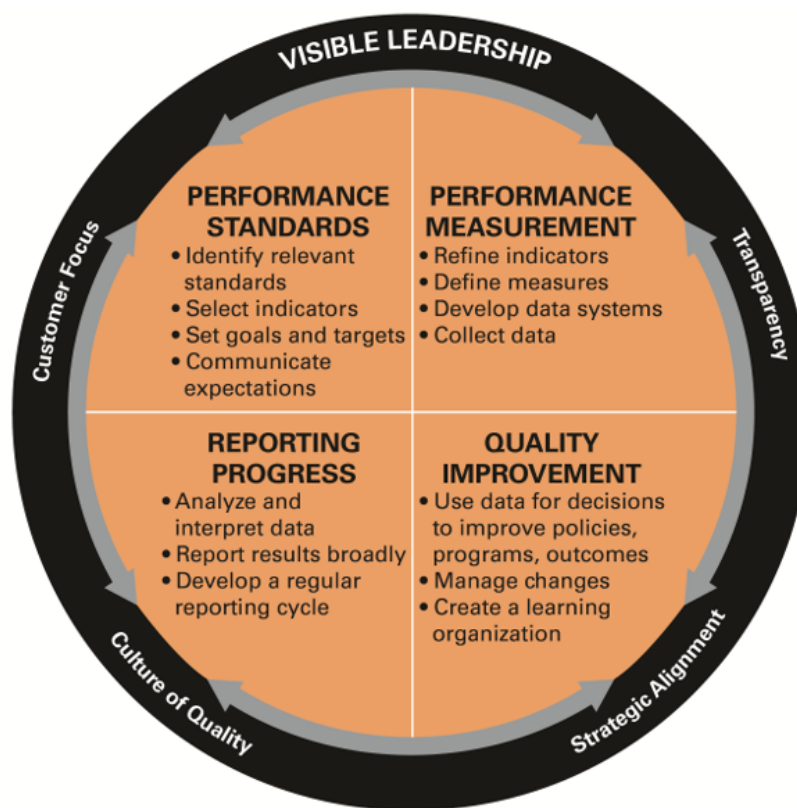 VISIBLE LEADERSHIP
Customer Focus
Transparency
PERFORMANCE
STANDARDS
• Identify relevant
standards
• Select indicators
• Set goals and targets
• Communicate
expectations
PERFORMANCE
MEASUREMENT
• Refine indicators
• Define measures
• Develop data systems
• Collect data
REPORTING
PROGRESS
• Analyze and
interpret data
• Report results broadly
• Develop a regular
reporting cycle
QUALITY
IMPROVEMENT
• Use data for decisions
to improve policies,
programs, outcomes
• Manage changes
• Create a learning
organization
Culture of Quality
Strategic Alignment